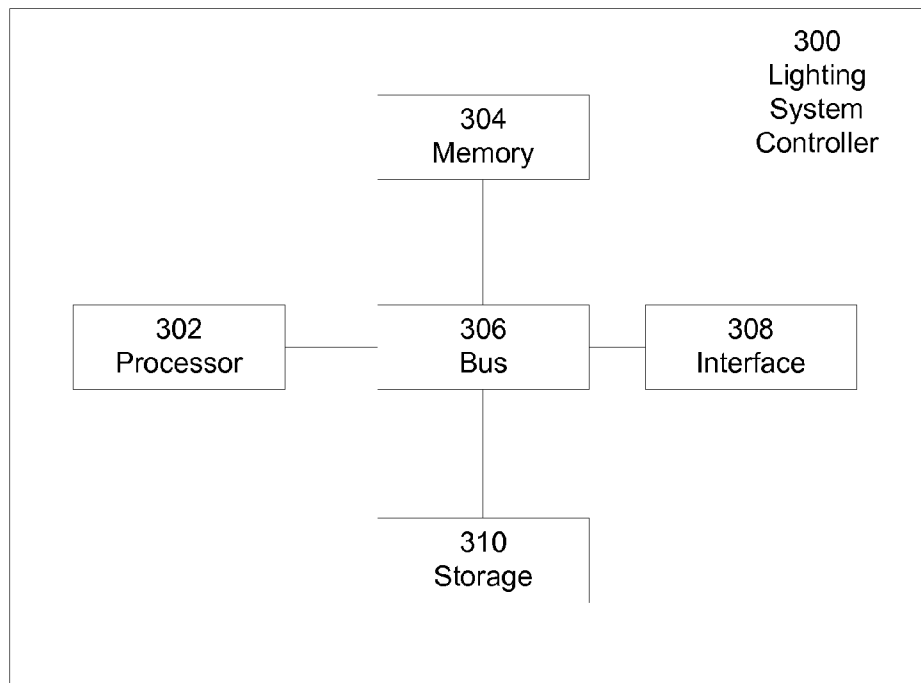 300
Lighting
System
Controller
304
Memory
302
Processor
306
Bus
308
Interface
310
Storage